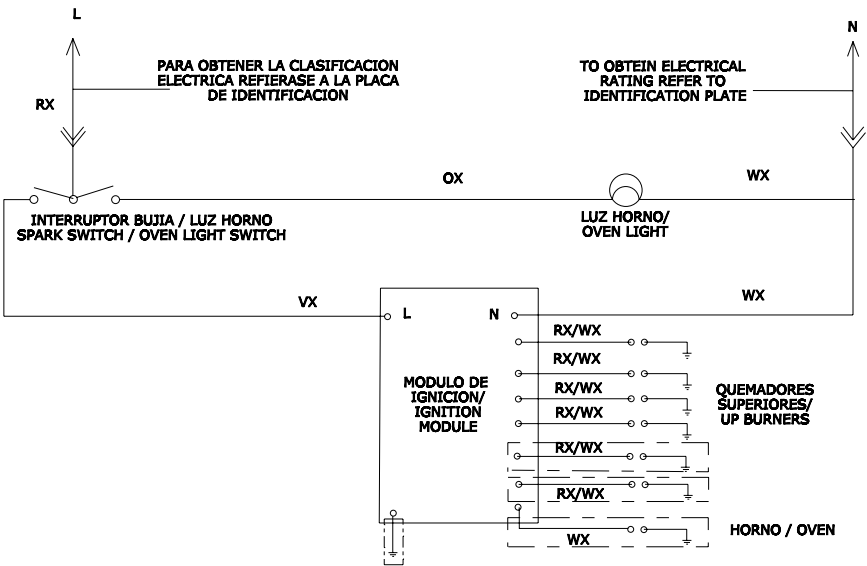 L
N
PARA OBTENER LA CLASIFICACION
ELECTRICA REFIERASE A LA PLACA
DE IDENTIFICACION
TO OBTEIN ELECTRICAL
RATING REFER TO
IDENTIFICATION PLATE
RX
OX
WX
INTERRUPTOR BUJIA / LUZ HORNO
SPARK SWITCH / OVEN LIGHT SWITCH
LUZ HORNO/
OVEN LIGHT
VX
WX
L
N
RX/WX
RX/WX
RX/WX
RX/WX
RX/WX
RX/WX
WX
MODULO DE
IGNICION/
IGNITION
MODULE
QUEMADORES
SUPERIORES/
UP BURNERS
HORNO / OVEN